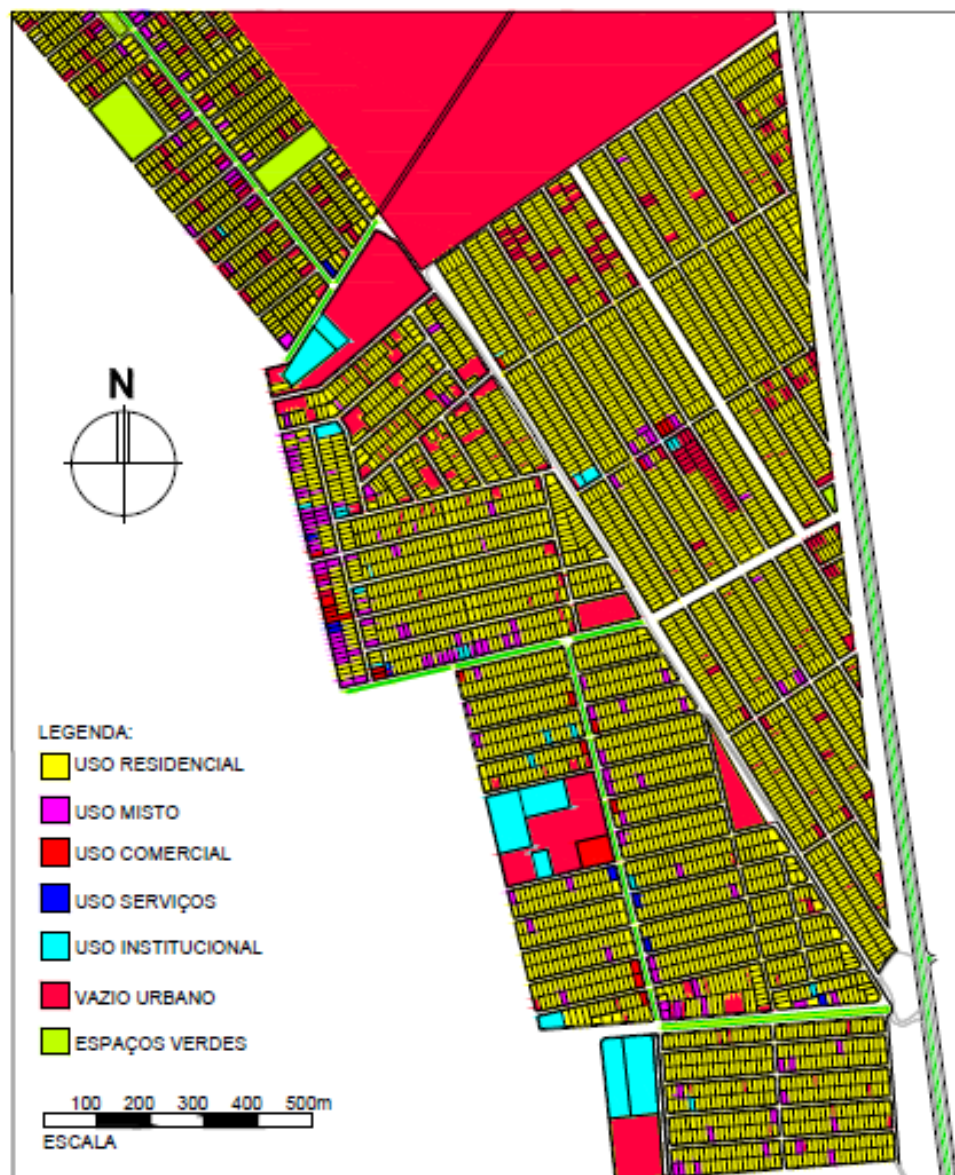 N
LEGENDA:
USO RESIDENCIAL
USO MISTO
USO COMERCIAL
USO SERVIÇOS
USO INSTITUCIONAL
VAZIO URBANO
ESPAÇOS VERDES
100 200 300 400 500m
ESCALA